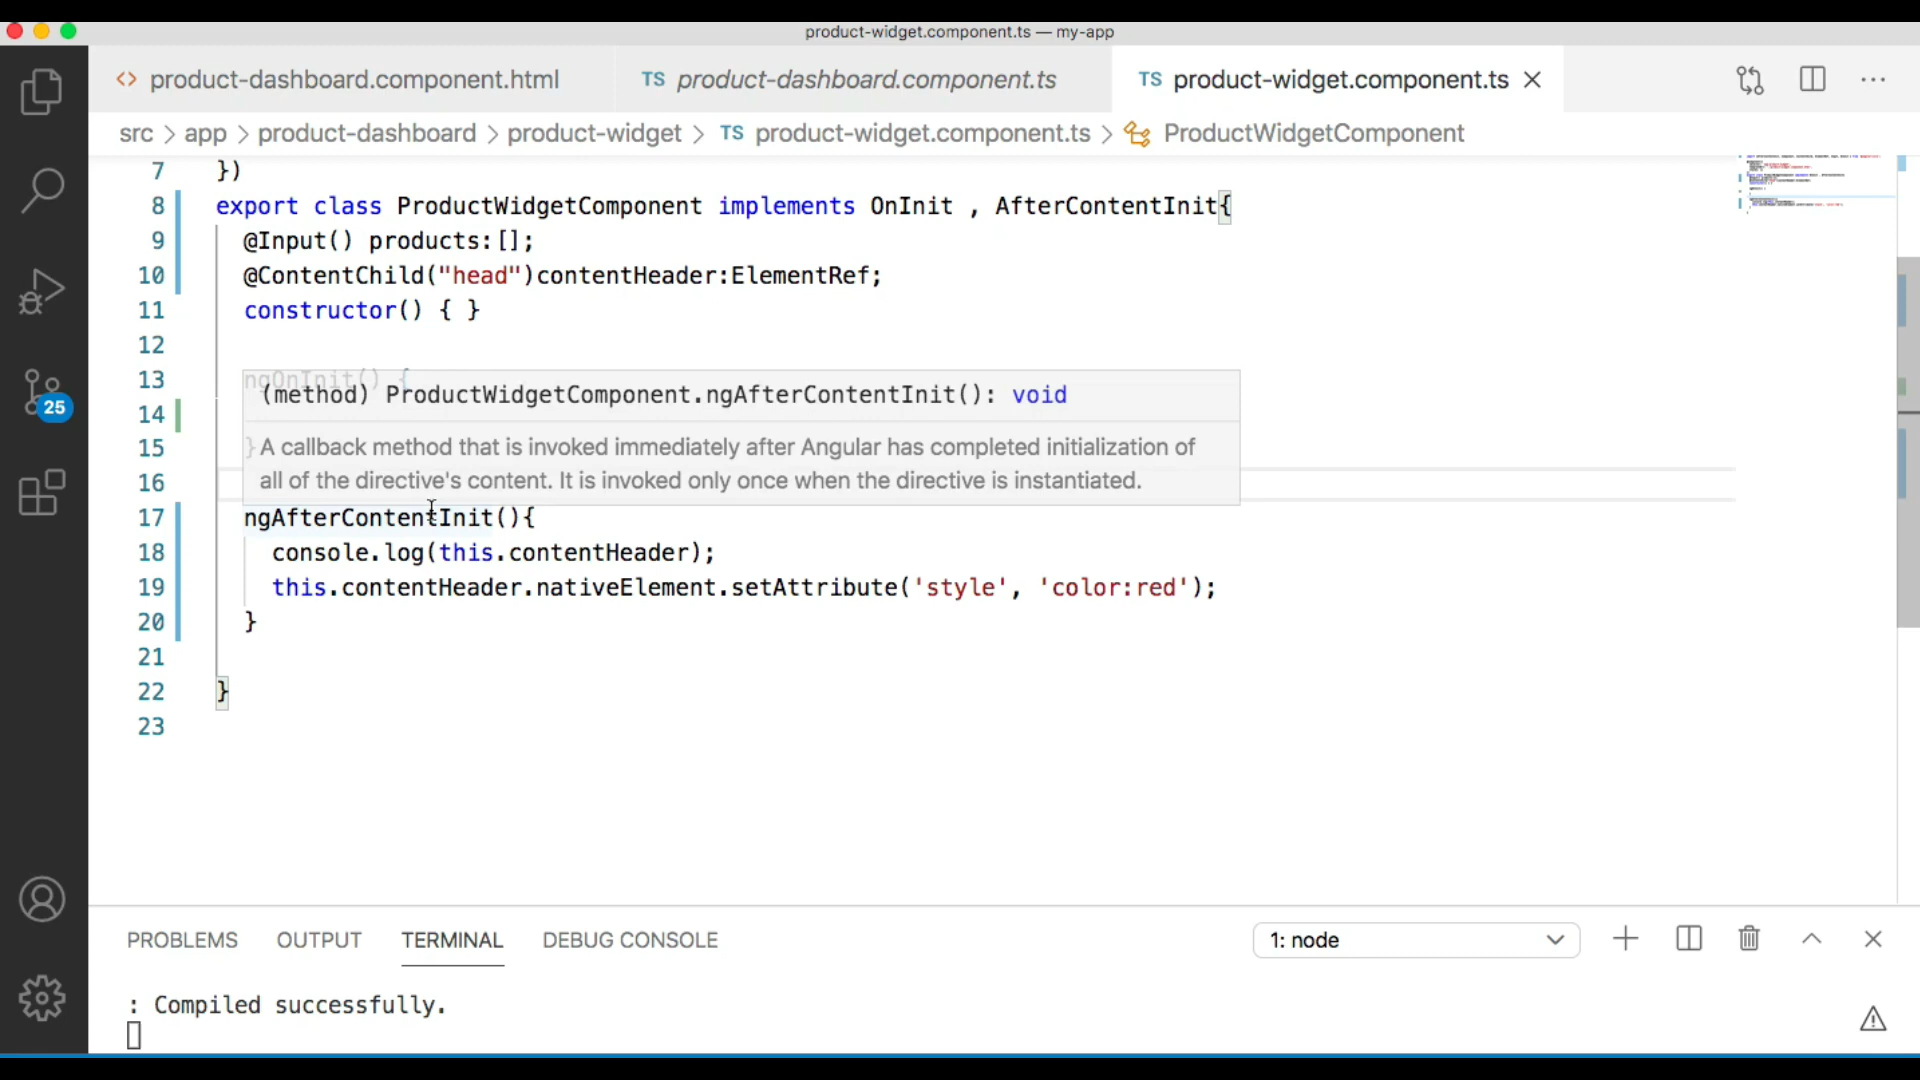 product-widget.component.ts — my-app
<> product-dashboard.component.html
TS product-dashboard.component.ts
TS product-widget.component.ts
src > app > product-dashboard > product-widget > TS product-widget.component.ts > ProductWidgetComponent
7 })
8 export class ProductWidgetComponent implements OnInit , AfterContentInit{
9 @Input() products:[];
10 @ContentChild("head")contentHeader:ElementRef;
11 constructor() { }
12
13 ngOnInit() {
(method) ProductWidgetComponent.ngAfterContentInit(): void
14
15 }
A callback method that is invoked immediately after Angular has completed initialization of
all of the directive's content. It is invoked only once when the directive is instantiated.
16
17 ngAfterContentInit(){
18 console.log(this.contentHeader);
19 this.contentHeader.nativeElement.setAttribute('style', 'color:red');
20 }
21
22 }
23
25
PROBLEMS OUTPUT TERMINAL DEBUG CONSOLE
1: node
: Compiled successfully.